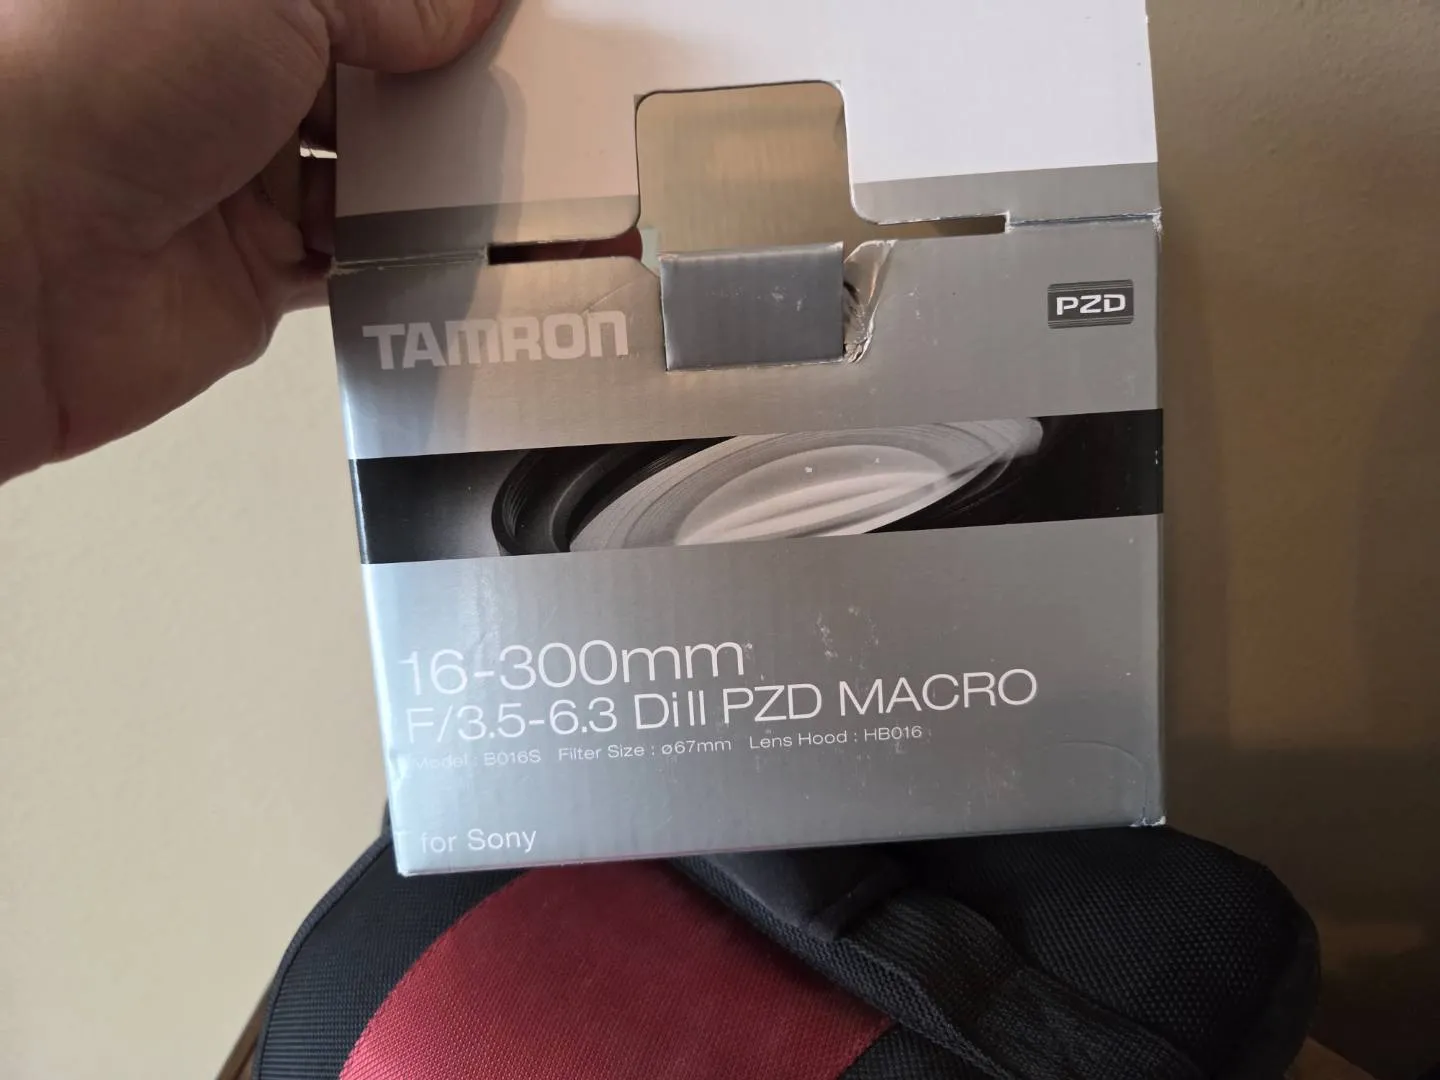 TAMRON
PZD
16-300mm
F/3.5-6.3 Di II PZD MACRO
Model : B016S Filter Size : ø67mm Lens Hood : HB016
for Sony